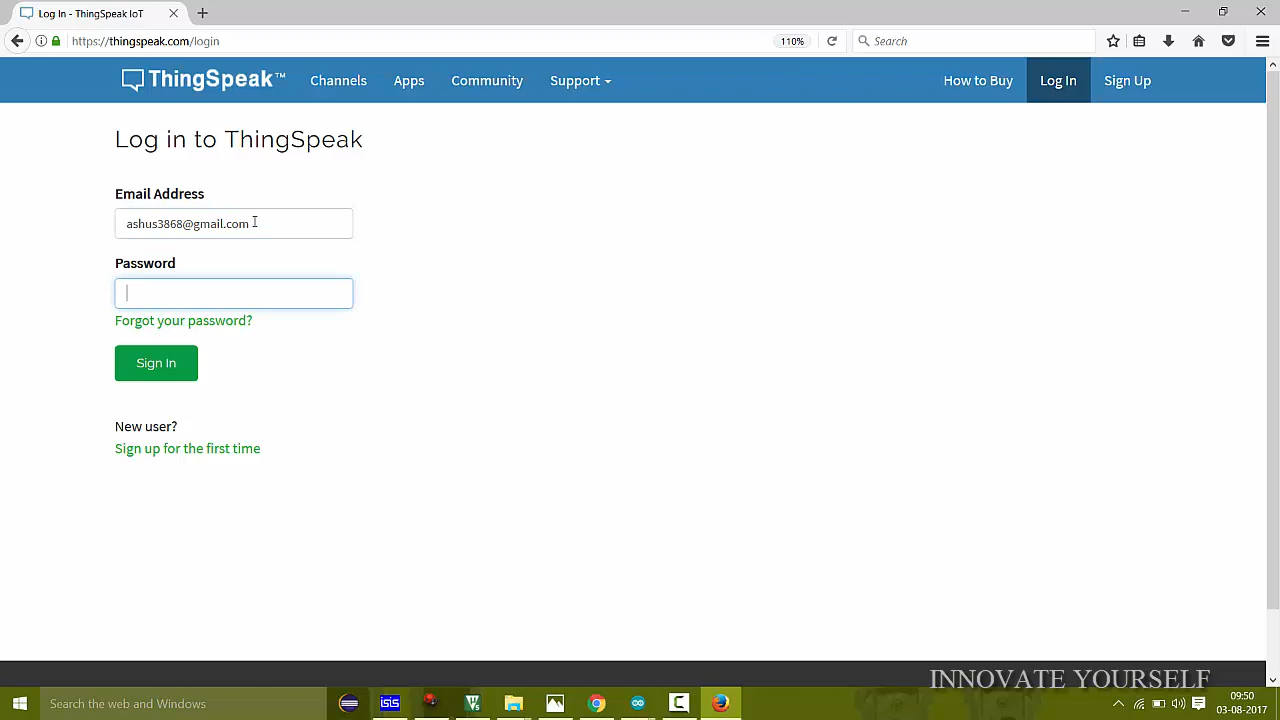 Log In - ThingSpeak IoT
https://thingspeak.com/login
110%
Search
ThingSpeak™
Channels
Apps
Community
Support
How to Buy
Log In
Sign Up
Log in to ThingSpeak
Email Address
ashus3868@gmail.com
Password
Forgot your password?
Sign In
New user?
Sign up for the first time
INNOVATE YOURSELF
Search the web and Windows
isis
09:50
03-08-2017